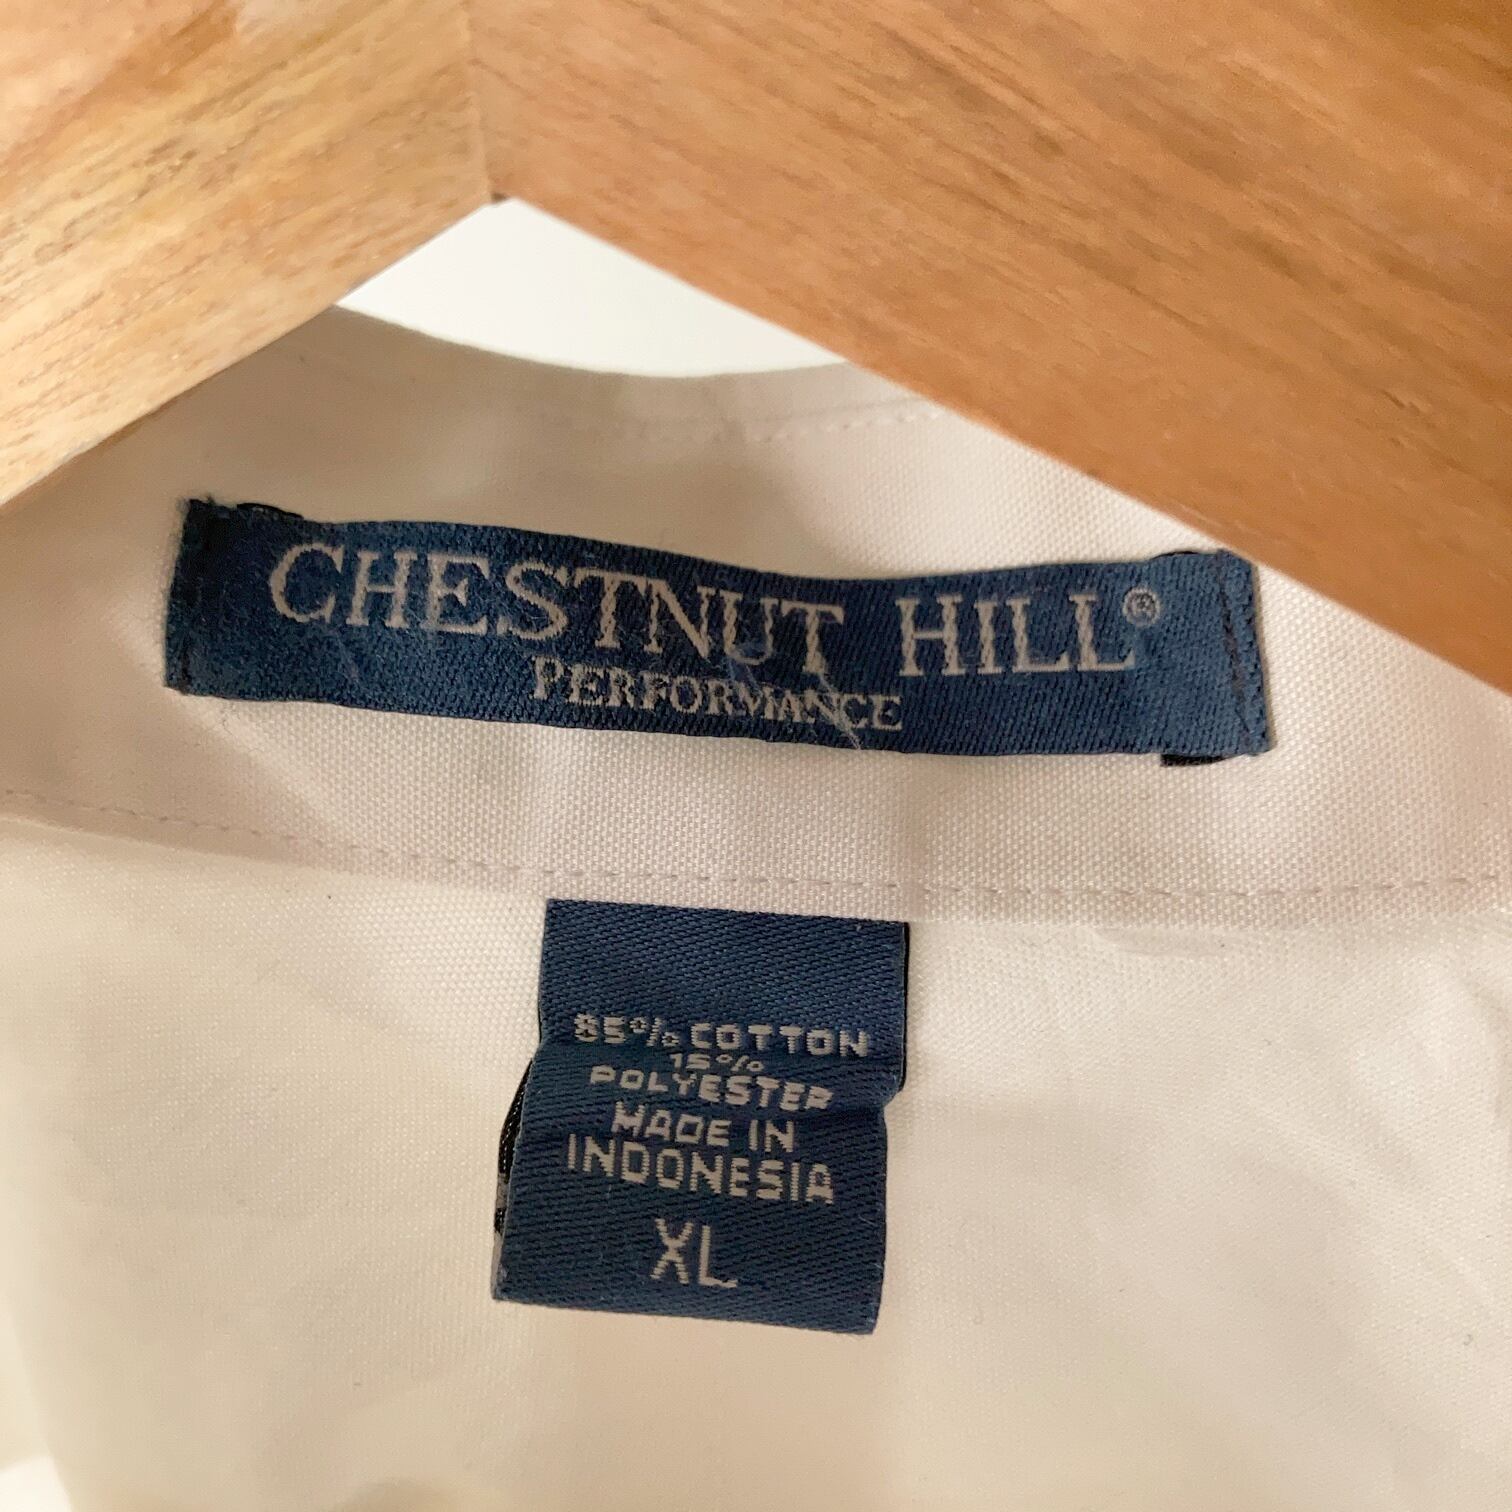 CHESTNUT HILL®
PERFORMANCE
85% COTTON
15%
POLYESTER
MADE IN
INDONESIA
XL